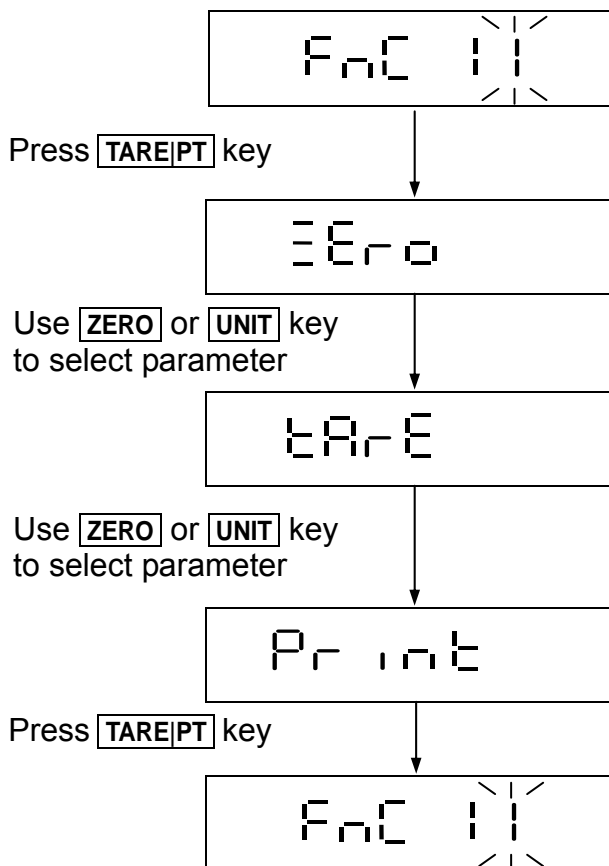 FnC 11
Press TARE|PT key
ZEro
Use ZERO or UNIT key
to select parameter
tArE
Use ZERO or UNIT key
to select parameter
Print
Press TARE|PT key
FnC 11